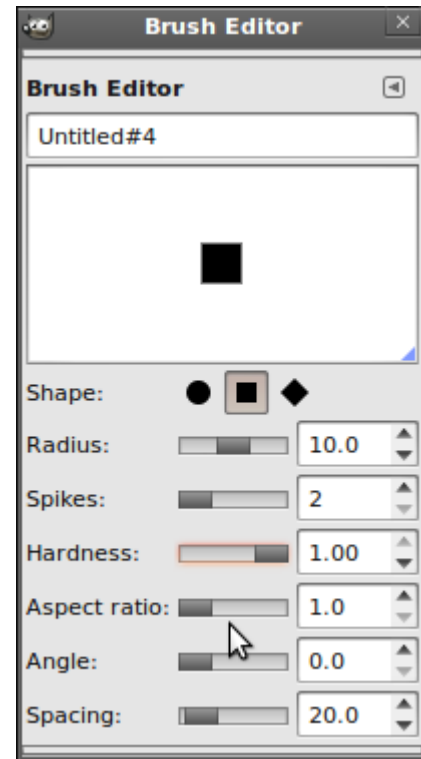 Brush Editor
Brush Editor
Untitled#4
Shape:
Radius: 10.0
Spikes: 2
Hardness: 1.00
Aspect ratio: 1.0
Angle: 0.0
Spacing: 20.0